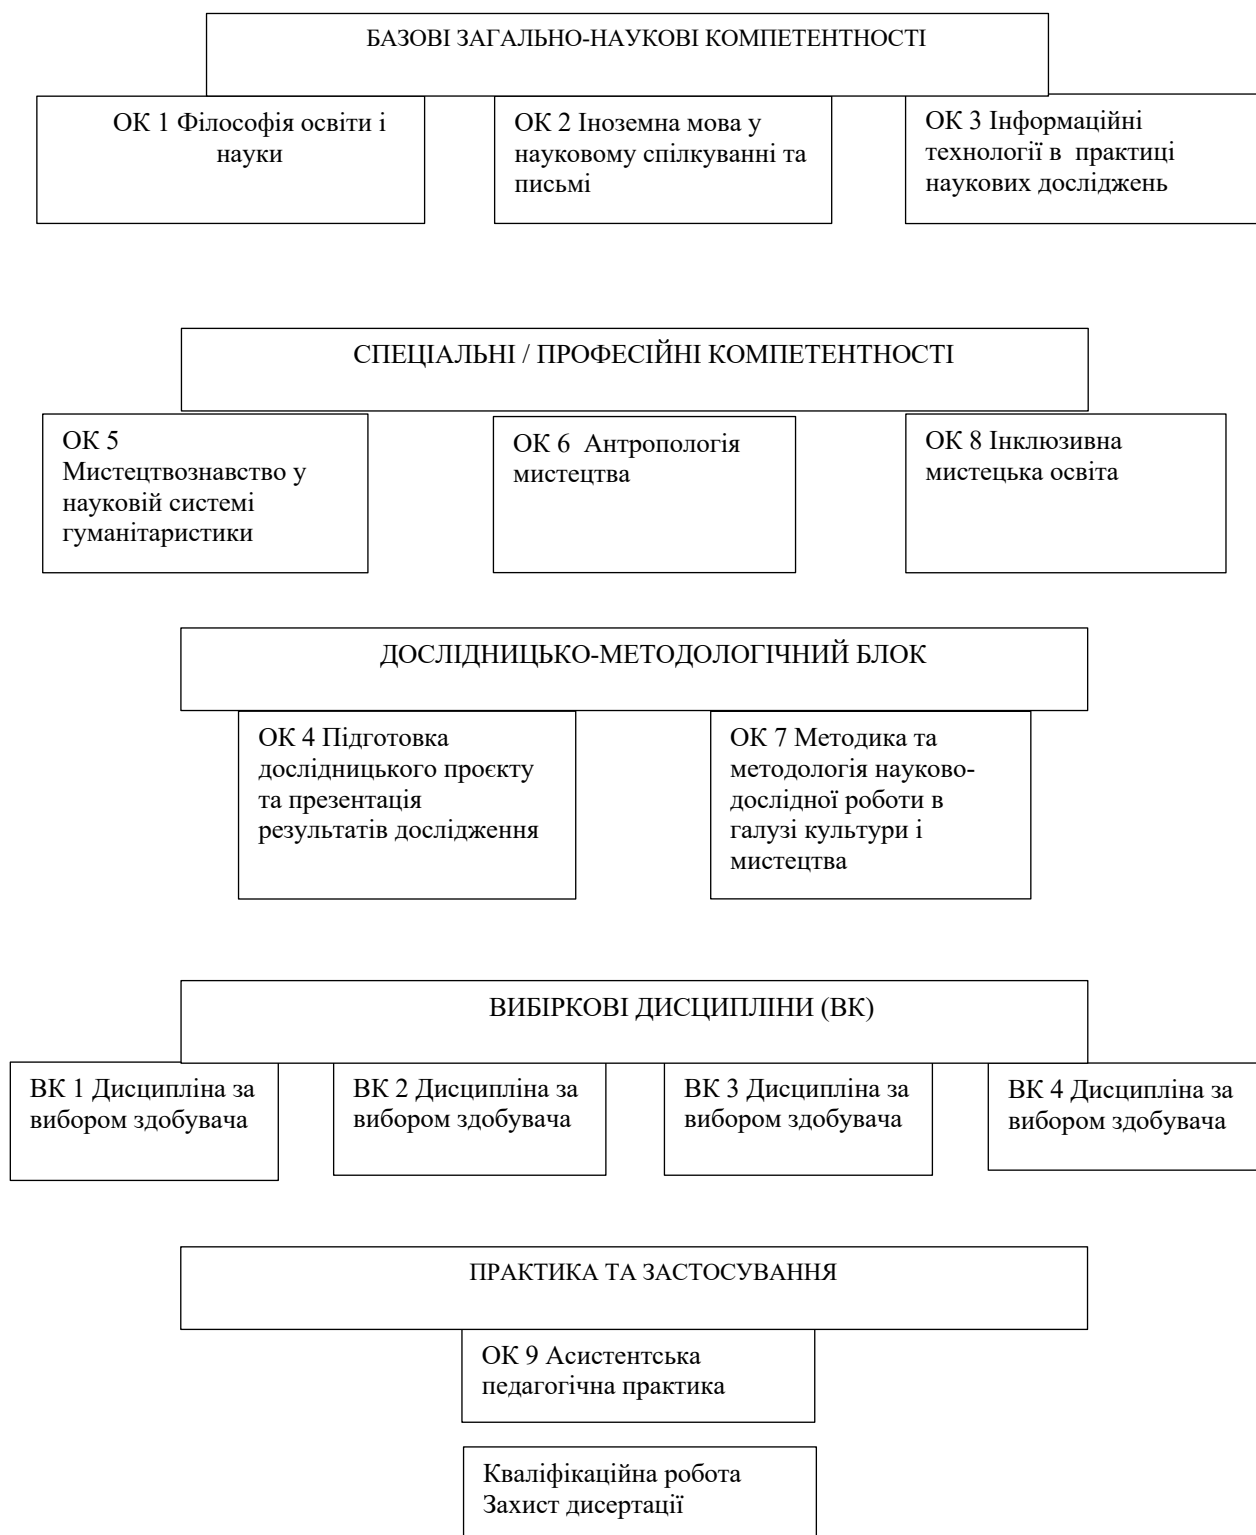 БАЗОВІ ЗАГАЛЬНО-НАУКОВІ КОМПЕТЕНТНОСТІ
ОК 1 Філософія освіти і
науки
ОК 2 Іноземна мова у
науковому спілкуванні та
письмі
ОК 3 Інформаційні
технології в практиці
наукових досліджень
СПЕЦІАЛЬНІ / ПРОФЕСІЙНІ КОМПЕТЕНТНОСТІ
ОК 5
Мистецтвознавство у
науковій системі
гуманітаристики
ОК 6 Антропологія
мистецтва
ОК 8 Інклюзивна
мистецька освіта
ДОСЛІДНИЦЬКО-МЕТОДОЛОГІЧНИЙ БЛОК
ОК 4 Підготовка
дослідницького проєкту
та презентація
результатів дослідження
ОК 7 Методика та
методологія науково-
дослідної роботи в
галузі культури і
мистецтва
ВИБІРКОВІ ДИСЦИПЛІНИ (ВК)
ВК 1 Дисципліна за
вибором здобувача
ВК 2 Дисципліна за
вибором здобувача
ВК 3 Дисципліна за
вибором здобувача
ВК 4 Дисципліна за
вибором здобувача
ПРАКТИКА ТА ЗАСТОСУВАННЯ
ОК 9 Асистентська
педагогічна практика
Кваліфікаційна робота
Захист дисертації